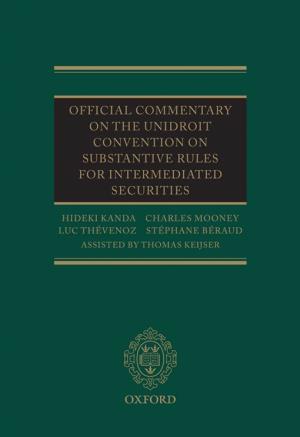 OFFICIAL COMMENTARY
ON THE UNIDROIT
CONVENTION ON
SUBSTANTIVE RULES
FOR INTERMEDIATED
SECURITIES
HIDEKI KANDA CHARLES MOONEY
LUC THÉVENOZ STÉPHANE BÉRAUD
ASSISTED BY THOMAS KEIJSER
OXFORD